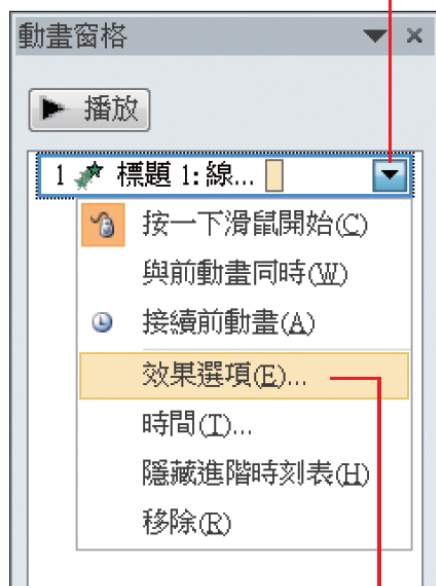 動畫窗格
播放
1 標題 1: 線...
按一下滑鼠開始(C)
與前動畫同時(W)
接續前動畫(A)
效果選項(E)...
時間(T)...
隱藏進階時刻表(H)
移除(R)